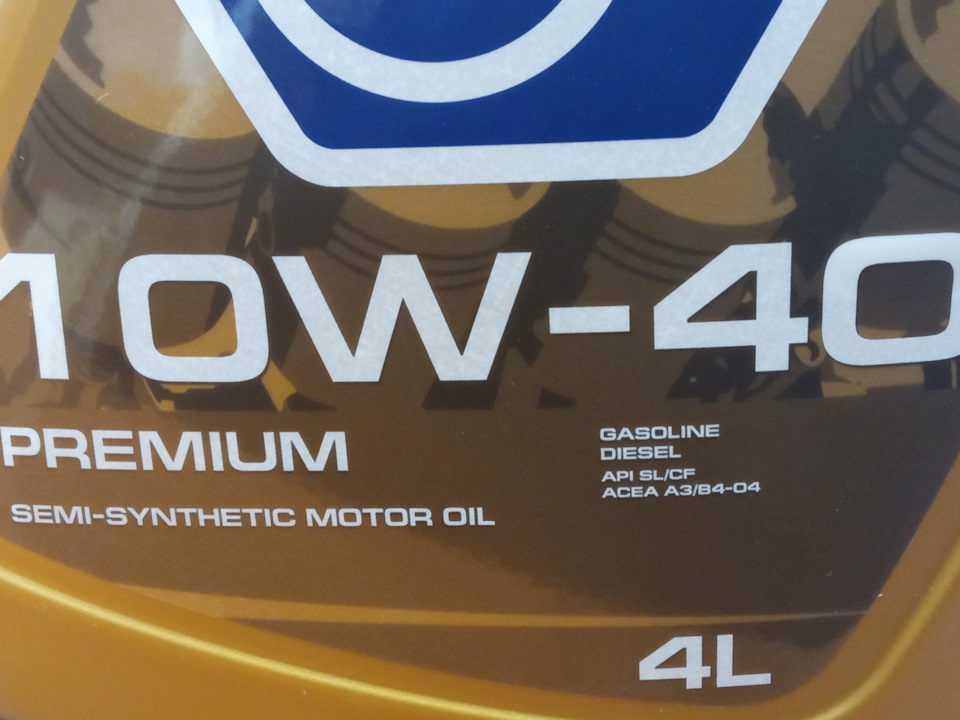 10W-40
PREMIUM
SEMI-SYNTHETIC MOTOR OIL
GASOLINE
DIESEL
API SL/CF
ACEA A3/B4-04
4L